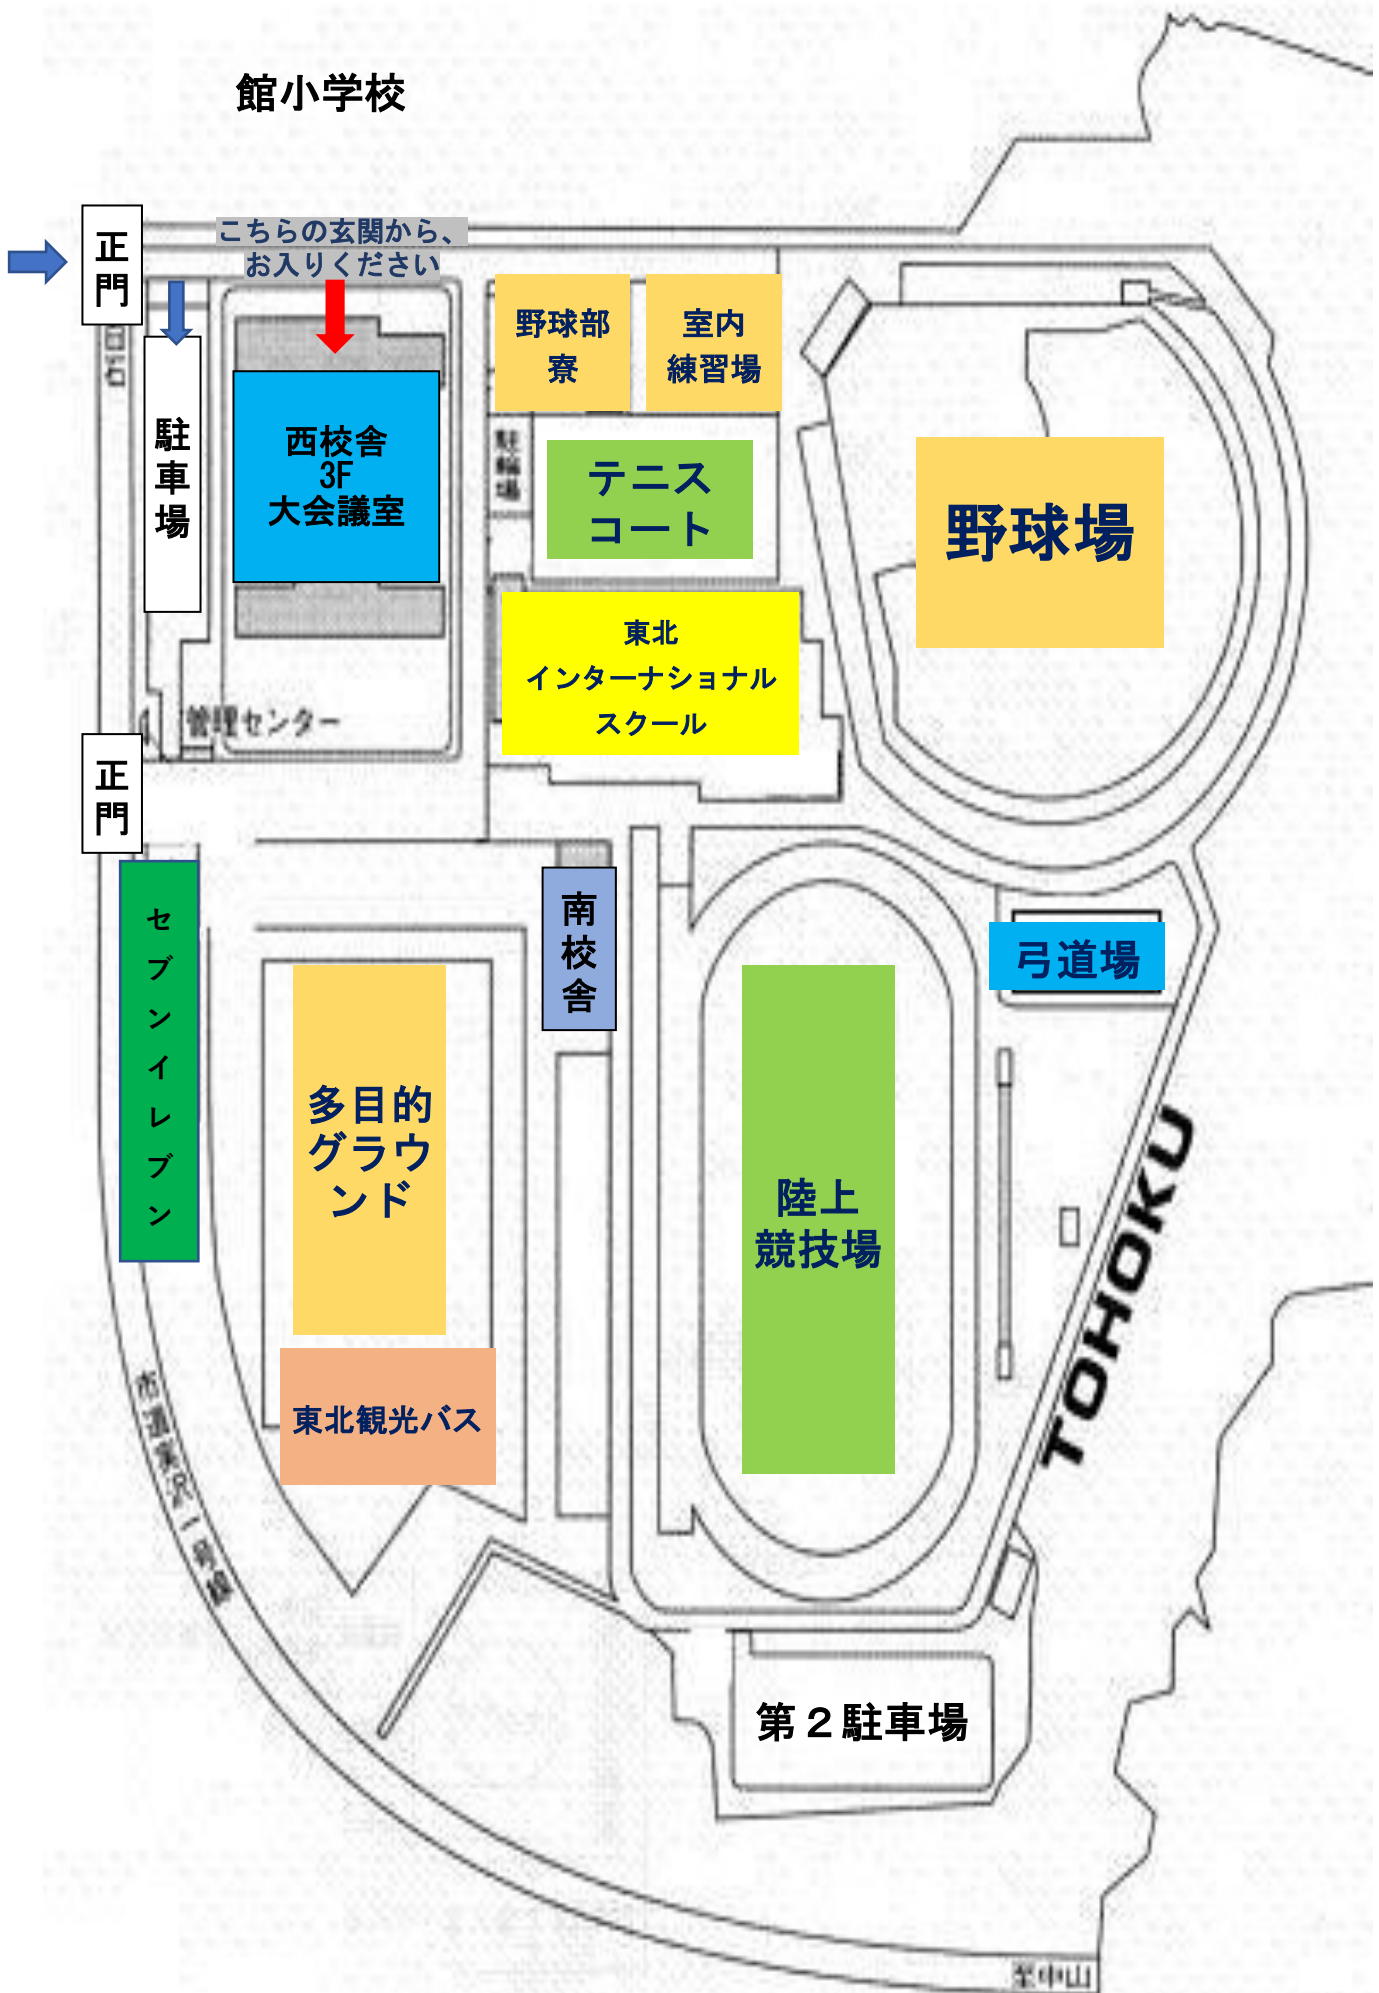 館小学校
正
門
こちらの玄関から、
お入りください
野球部
寮
室内
練習場
駐
車
場
西校舎
3F
大会議室
駐
輪
場
テニス
コート
野球場
東北
インターナショナル
スクール
管理センター
正
門
セ
ブ
ン
イ
レ
ブ
ン
南
校
舎
弓道場
多目的
グラウ
ンド
陸上
競技場
TOHOKU
東北観光バス
第２駐車場
至中山